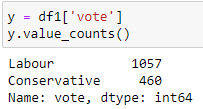 y = df1['vote']
y.value_counts()
Labour 1057
Conservative 460
Name: vote, dtype: int64